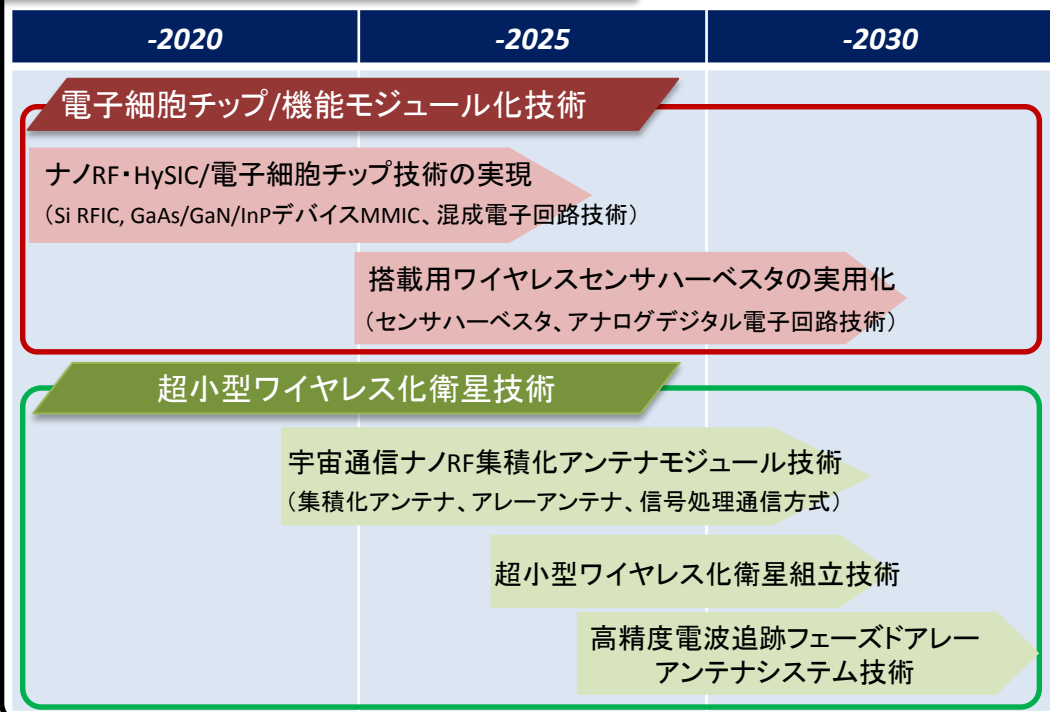 -2020
-2025
-2030
電子細胞チップ/機能モジュール化技術
ナノRF・HySIC/電子細胞チップ技術の実現
（Si RFIC, GaAs/GaN/InPデバイスMMIC、混成電子回路技術）
搭載用ワイヤレスセンサハーベスタの実用化
（センサハーベスタ、アナログデジタル電子回路技術）
超小型ワイヤレス化衛星技術
宇宙通信ナノRF集積化アンテナモジュール技術
（集積化アンテナ、アレーアンテナ、信号処理通信方式）
超小型ワイヤレス化衛星組立技術
高精度電波追跡フェーズドアレー
アンテナシステム技術